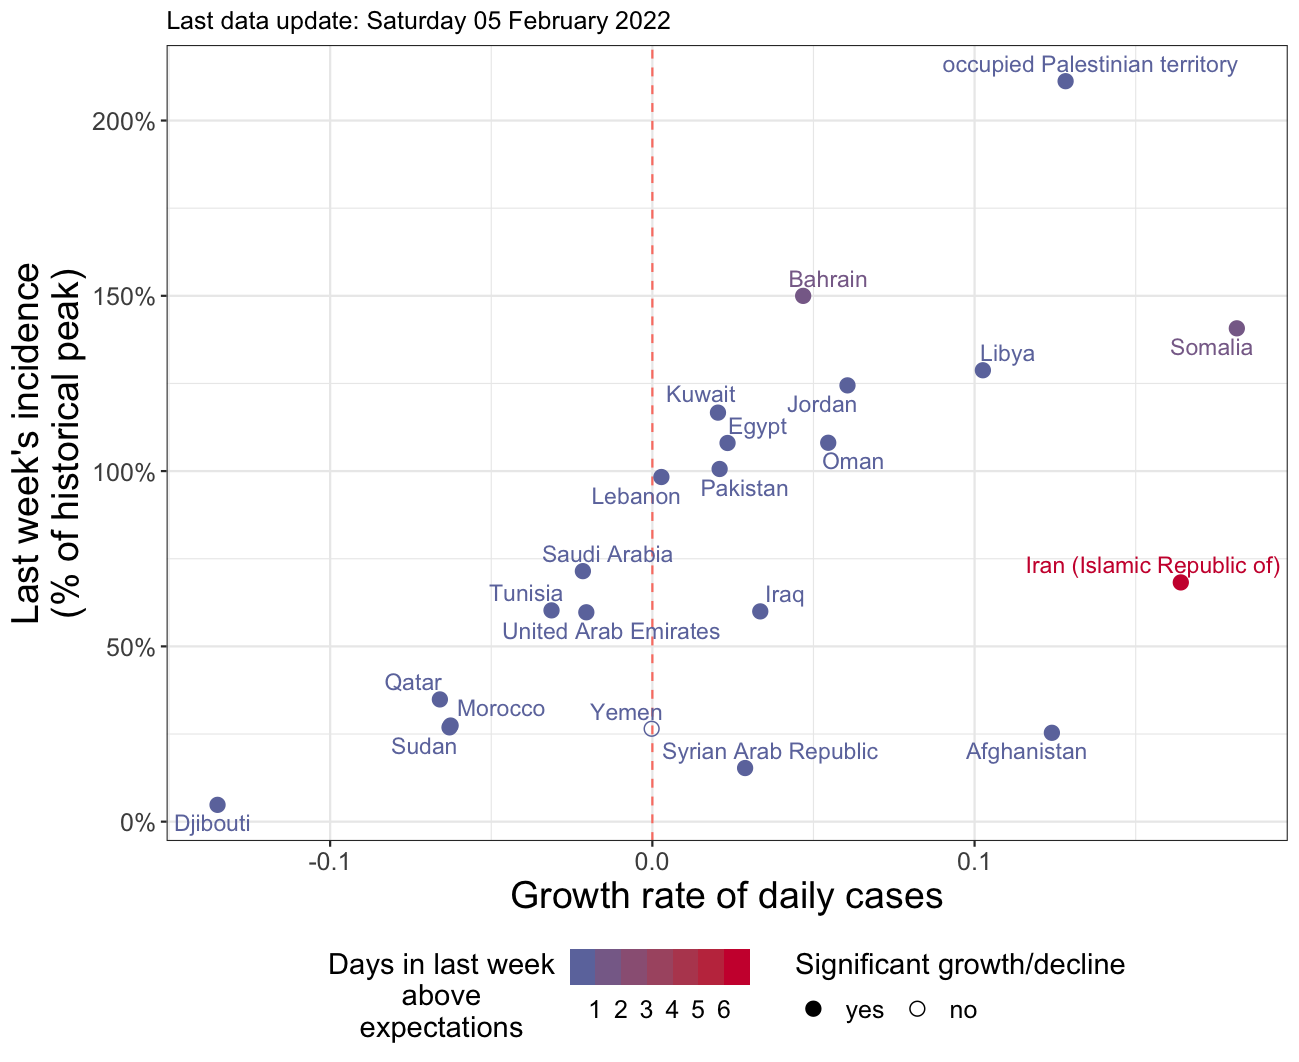 Last data update: Saturday 05 February 2022
occupied Palestinian territory
200%
Bahrain
150%
Somalia
Libya
Kuwait
Jordan
Egypt
Oman
100%
Pakistan
Lebanon
Saudi Arabia
Iran (Islamic Republic of)
Tunisia
Iraq
United Arab Emirates
50%
Qatar
Morocco
Yemen
Sudan
Syrian Arab Republic
Afghanistan
0%
Djibouti
Last week's incidence
(% of historical peak)
-0.1
0.0
0.1
Growth rate of daily cases
Days in last week
above
expectations
1 2 3 4 5 6
Significant growth/decline
yes
no